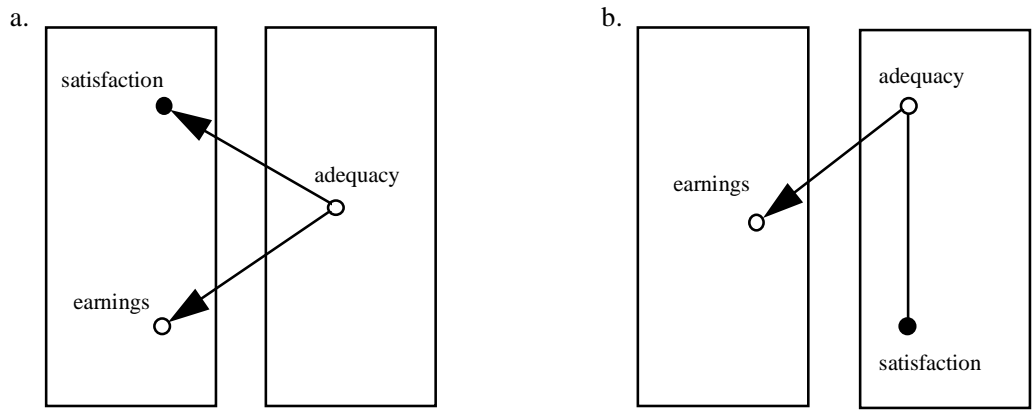 a.
satisfaction
adequacy
earnings
b.
adequacy
earnings
satisfaction